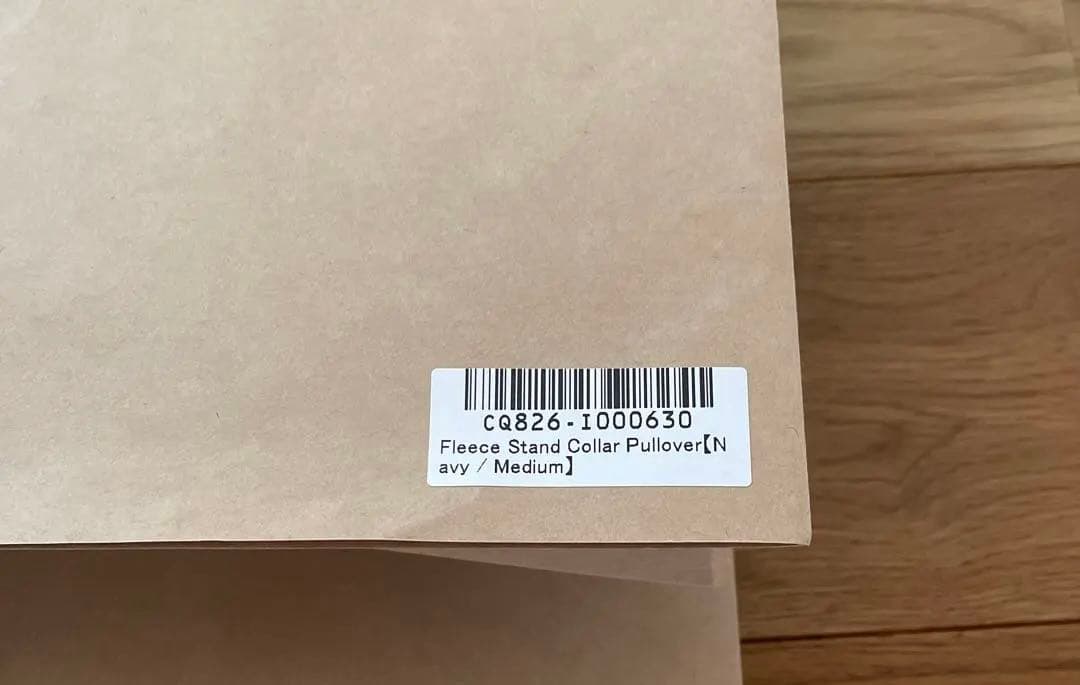 CQ826-I000630
Fleece Stand Collar Pullover【N
avy / Medium】